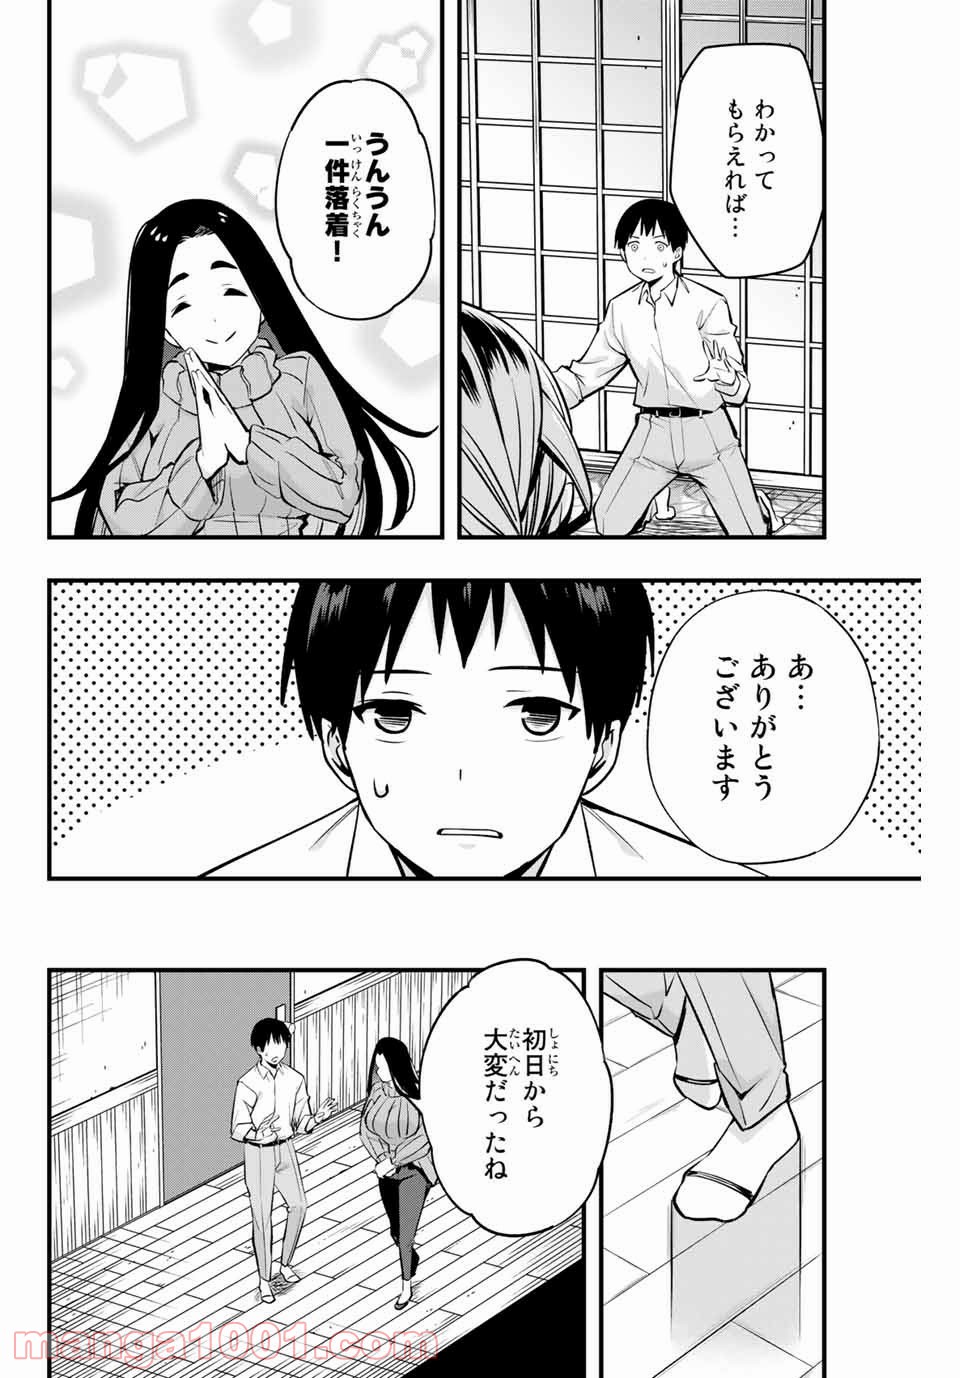 わかって
もらえれば…
うんうん
一件落着！
いっけんらくちゃく
あ…
ありがとう
ございます
初日から
しょにち
大変だったね
たいへん
manga1001.com